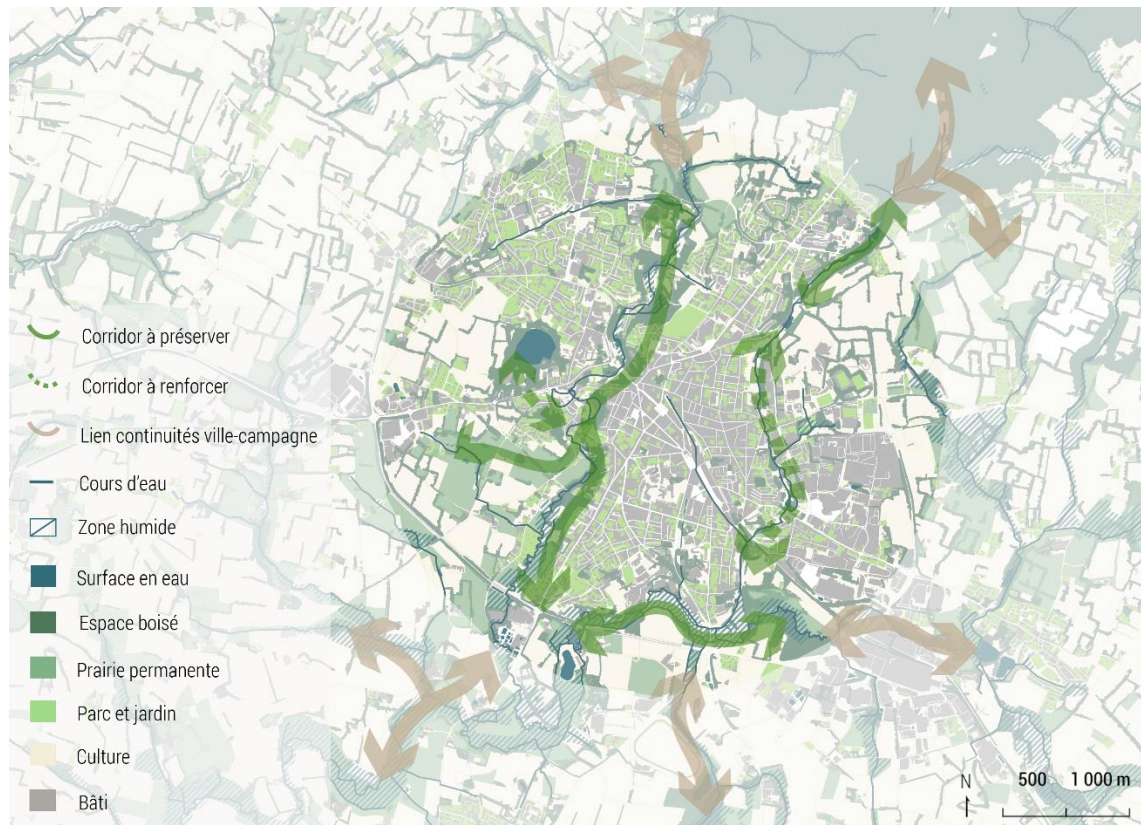 Corridor à préserver
Corridor à renforcer
Lien continuités ville-campagne
Cours d'eau
Zone humide
Surface en eau
Espace boisé
Prairie permanente
Parc et jardin
Culture
Bâti
N
500 1 000 m